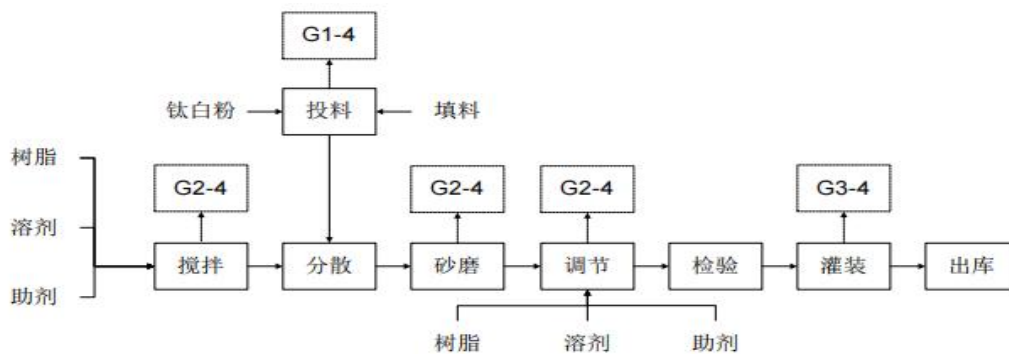 G1-4
钛白粉 投料 填料
树脂
G2-4 G2-4 G2-4 G3-4
溶剂
搅拌 分散 砂磨 调节 检验 灌装 出库
助剂
树脂 溶剂 助剂